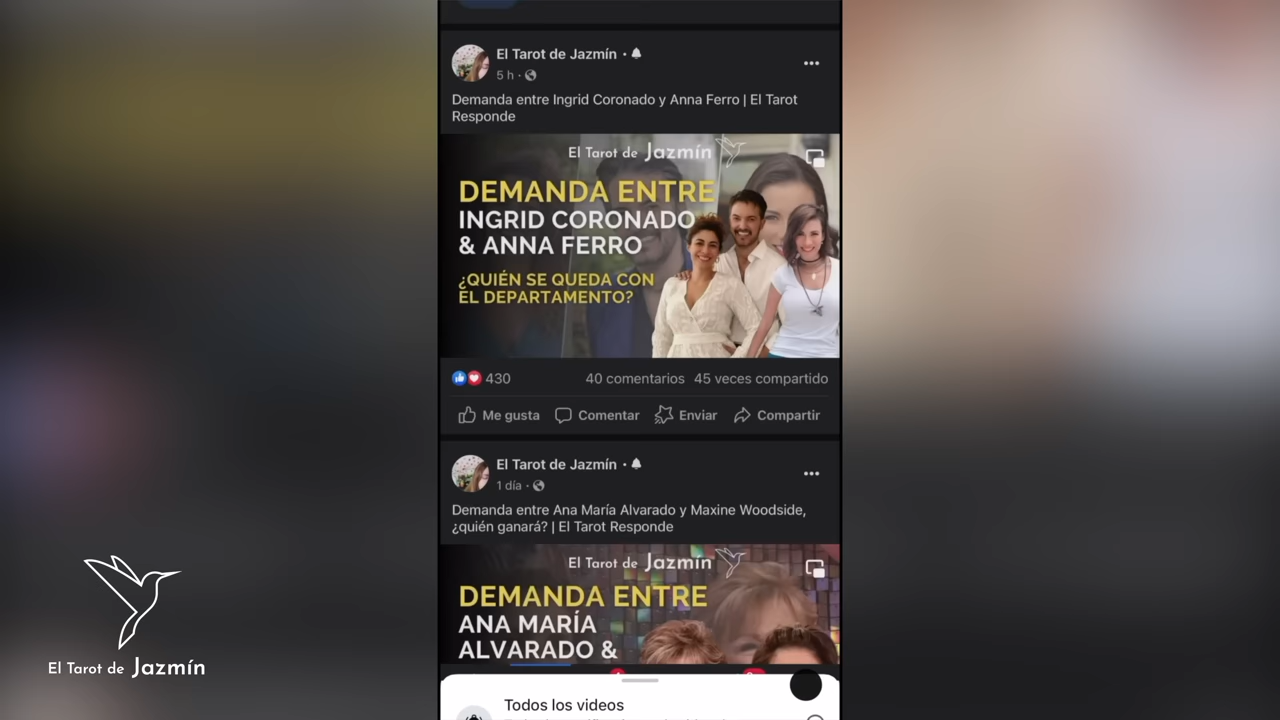 El Tarot de Jazmín
5 h
Demanda entre Ingrid Coronado y Anna Ferro | El Tarot
Responde
El Tarot de Jazmín
DEMANDA ENTRE
INGRID CORONADO
& ANNA FERRO
¿QUIÉN SE QUEDA CON
EL DEPARTAMENTO?
430
40 comentarios 45 veces compartido
Me gusta Comentar Enviar Compartir
El Tarot de Jazmín
1 día
Demanda entre Ana María Alvarado y Maxine Woodside,
¿quién ganará? | El Tarot Responde
El Tarot de Jazmín
DEMANDA ENTRE
ANA MARÍA
ALVARADO &
Todos los videos
El Tarot de Jazmín